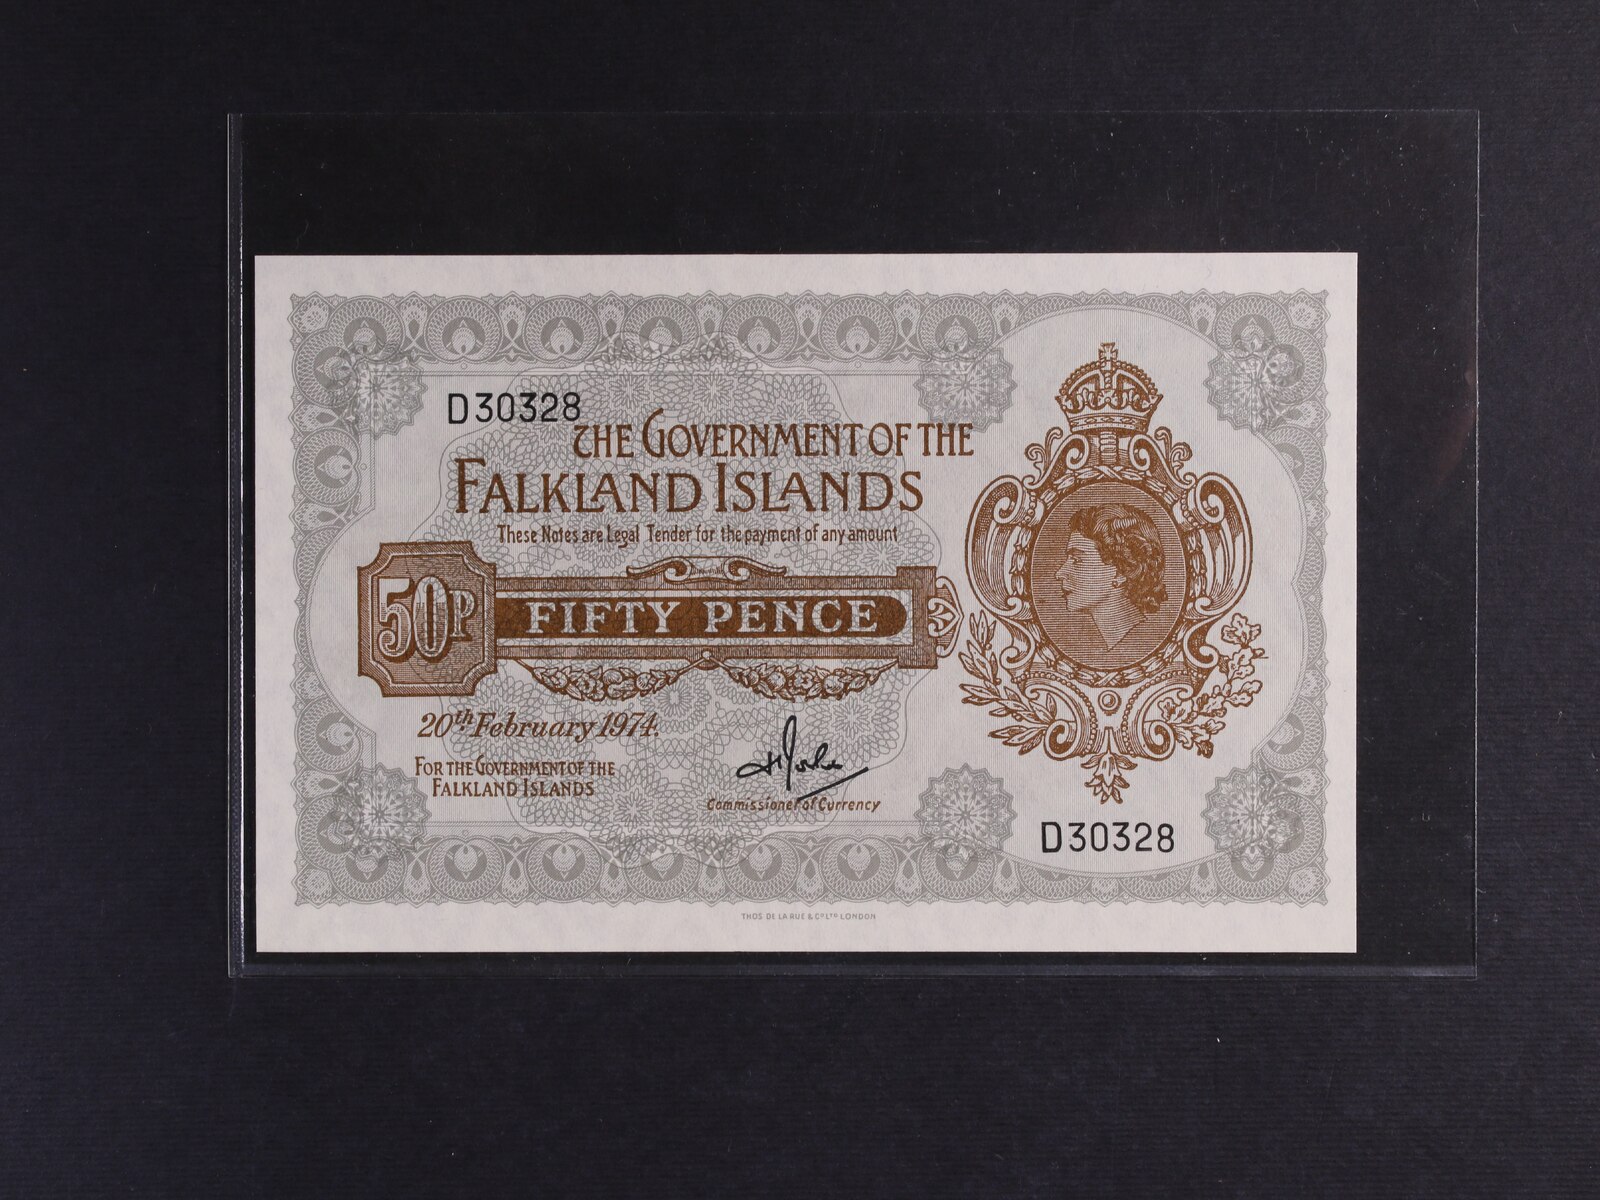 D30328
THE GOVERNMENT OF THE
FALKLAND ISLANDS
These Notes are Legal Tender for the payment of any amount
50P
FIFTY PENCE
20th February 1974.
FOR THE GOVERNMENT OF THE
FALKLAND ISLANDS
Commissioner of Currency
D30328
THOS DE LA RUE & Co LTD LONDON